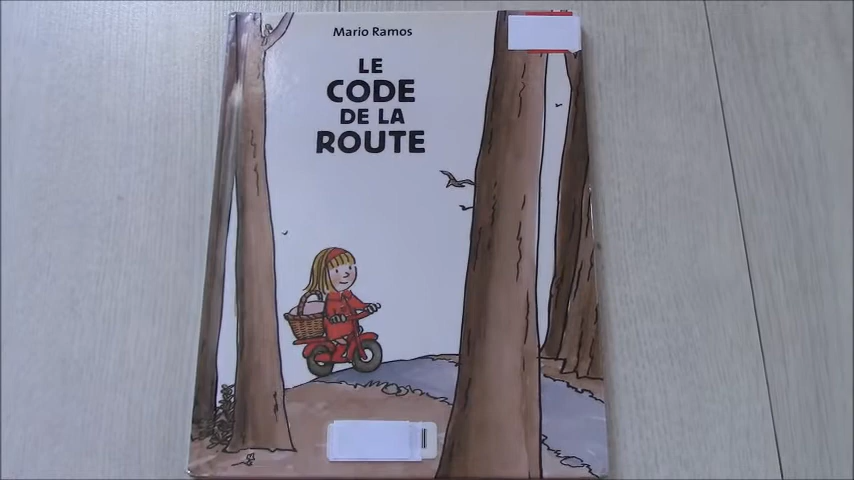 Mario Ramos
LE
CODE
DE LA
ROUTE